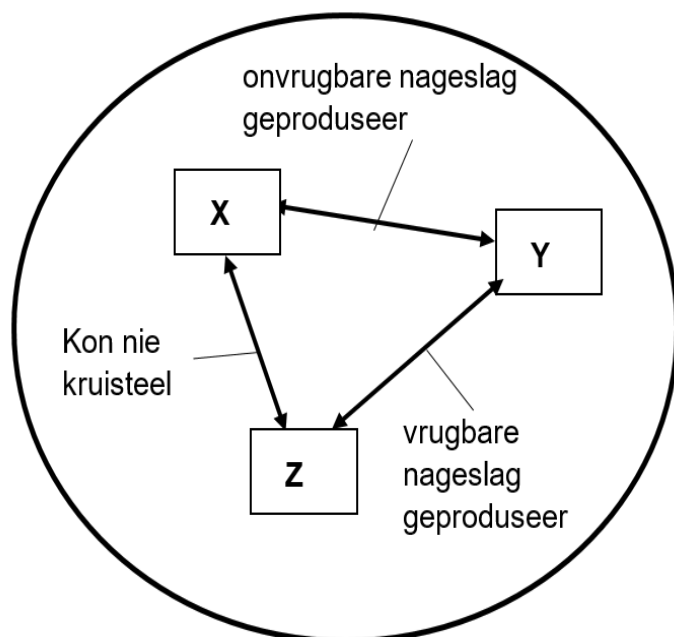 onvrugbare nageslag
geproduseer
X
Y
Kon nie
kruisteel
Z
vrugbare
nageslag
geproduseer